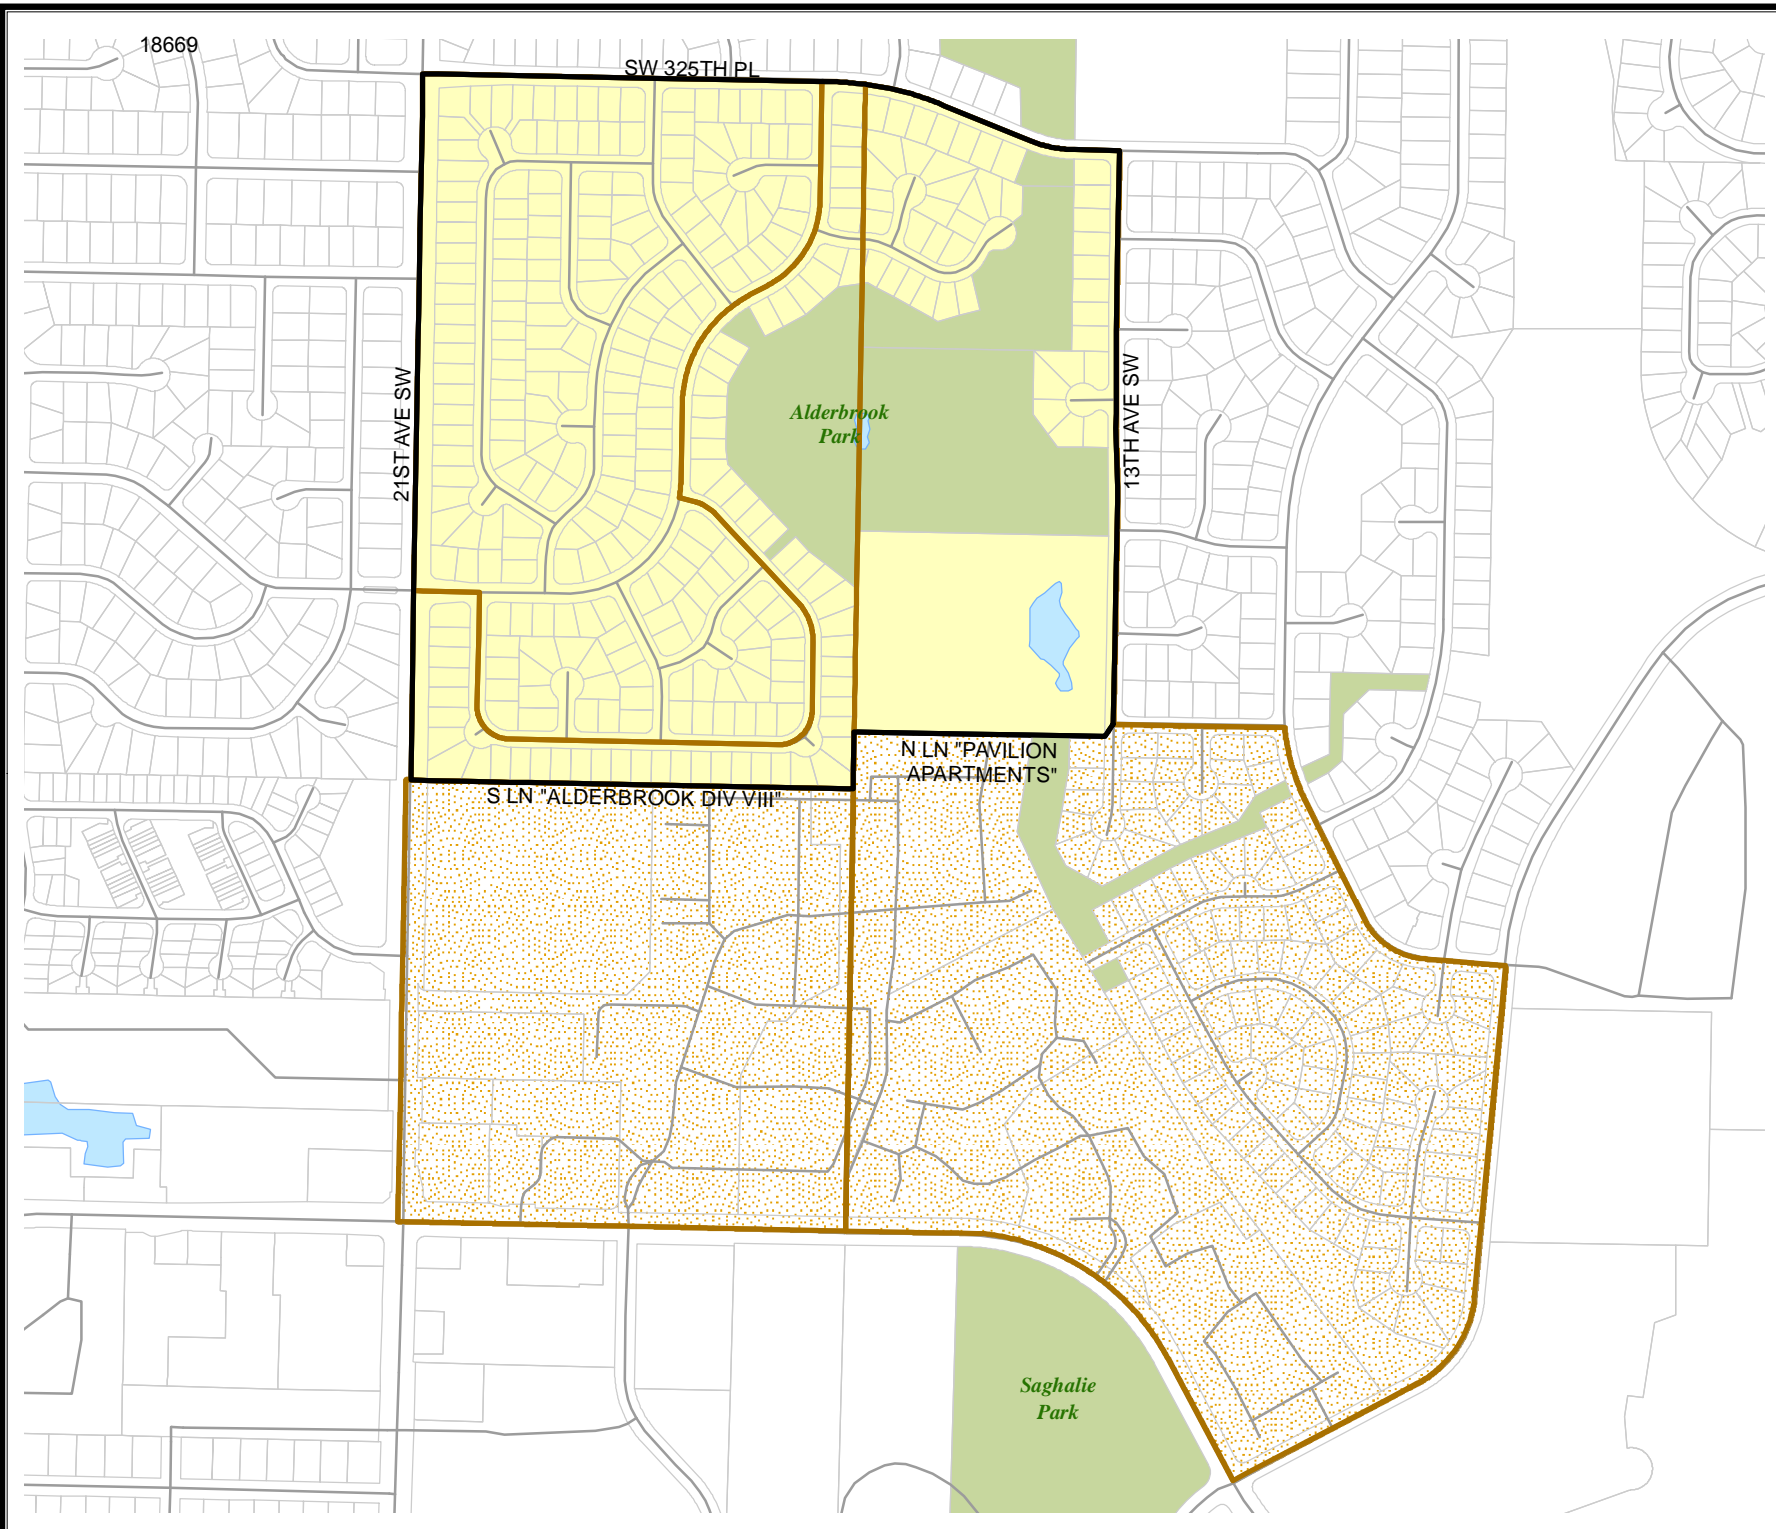 18669
SW 325TH PL
21ST AVE SW
13TH AVE SW
Alderbrook
Park
N LN "PAVILION
APARTMENTS"
S LN "ALDERBROOK DIV VIII"
Saghalie
Park